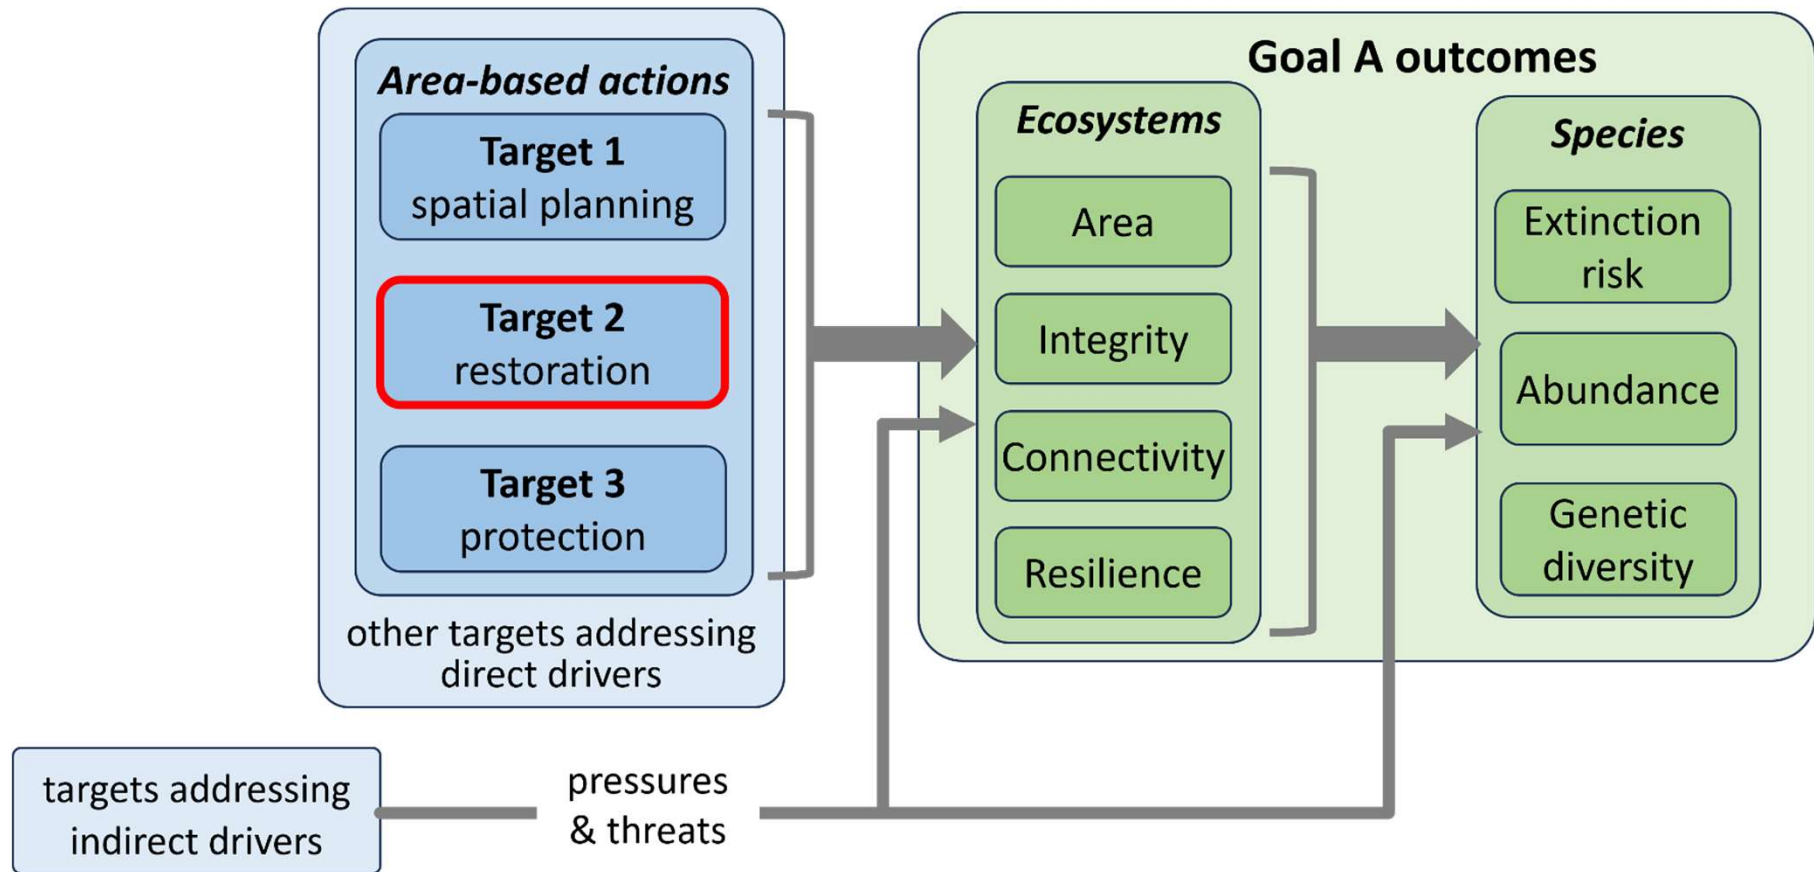 Area-based actions
Target 1
spatial planning
Target 2
restoration
Target 3
protection
other targets addressing
direct drivers
targets addressing
indirect drivers
pressures
& threats
Goal A outcomes
Ecosystems
Area
Integrity
Connectivity
Resilience
Species
Extinction
risk
Abundance
Genetic
diversity